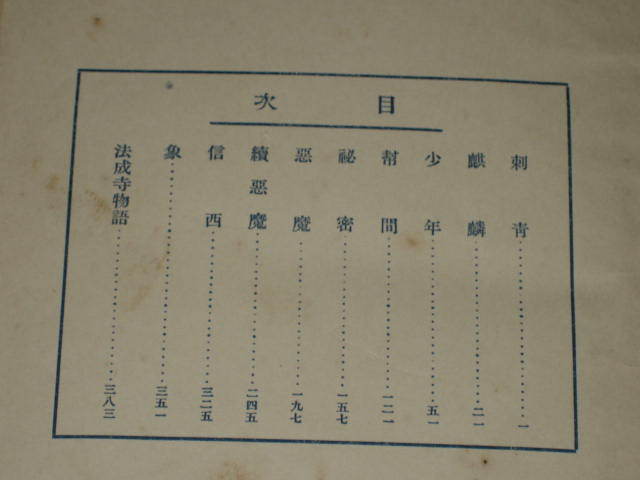 目次
刺青 一
麒麟 二一
少年 五一
幇間 一二一
祕密 一五七
惡魔 一九七
續惡魔 二四五
信西 三二五
象 三五一
法成寺物語 三八三